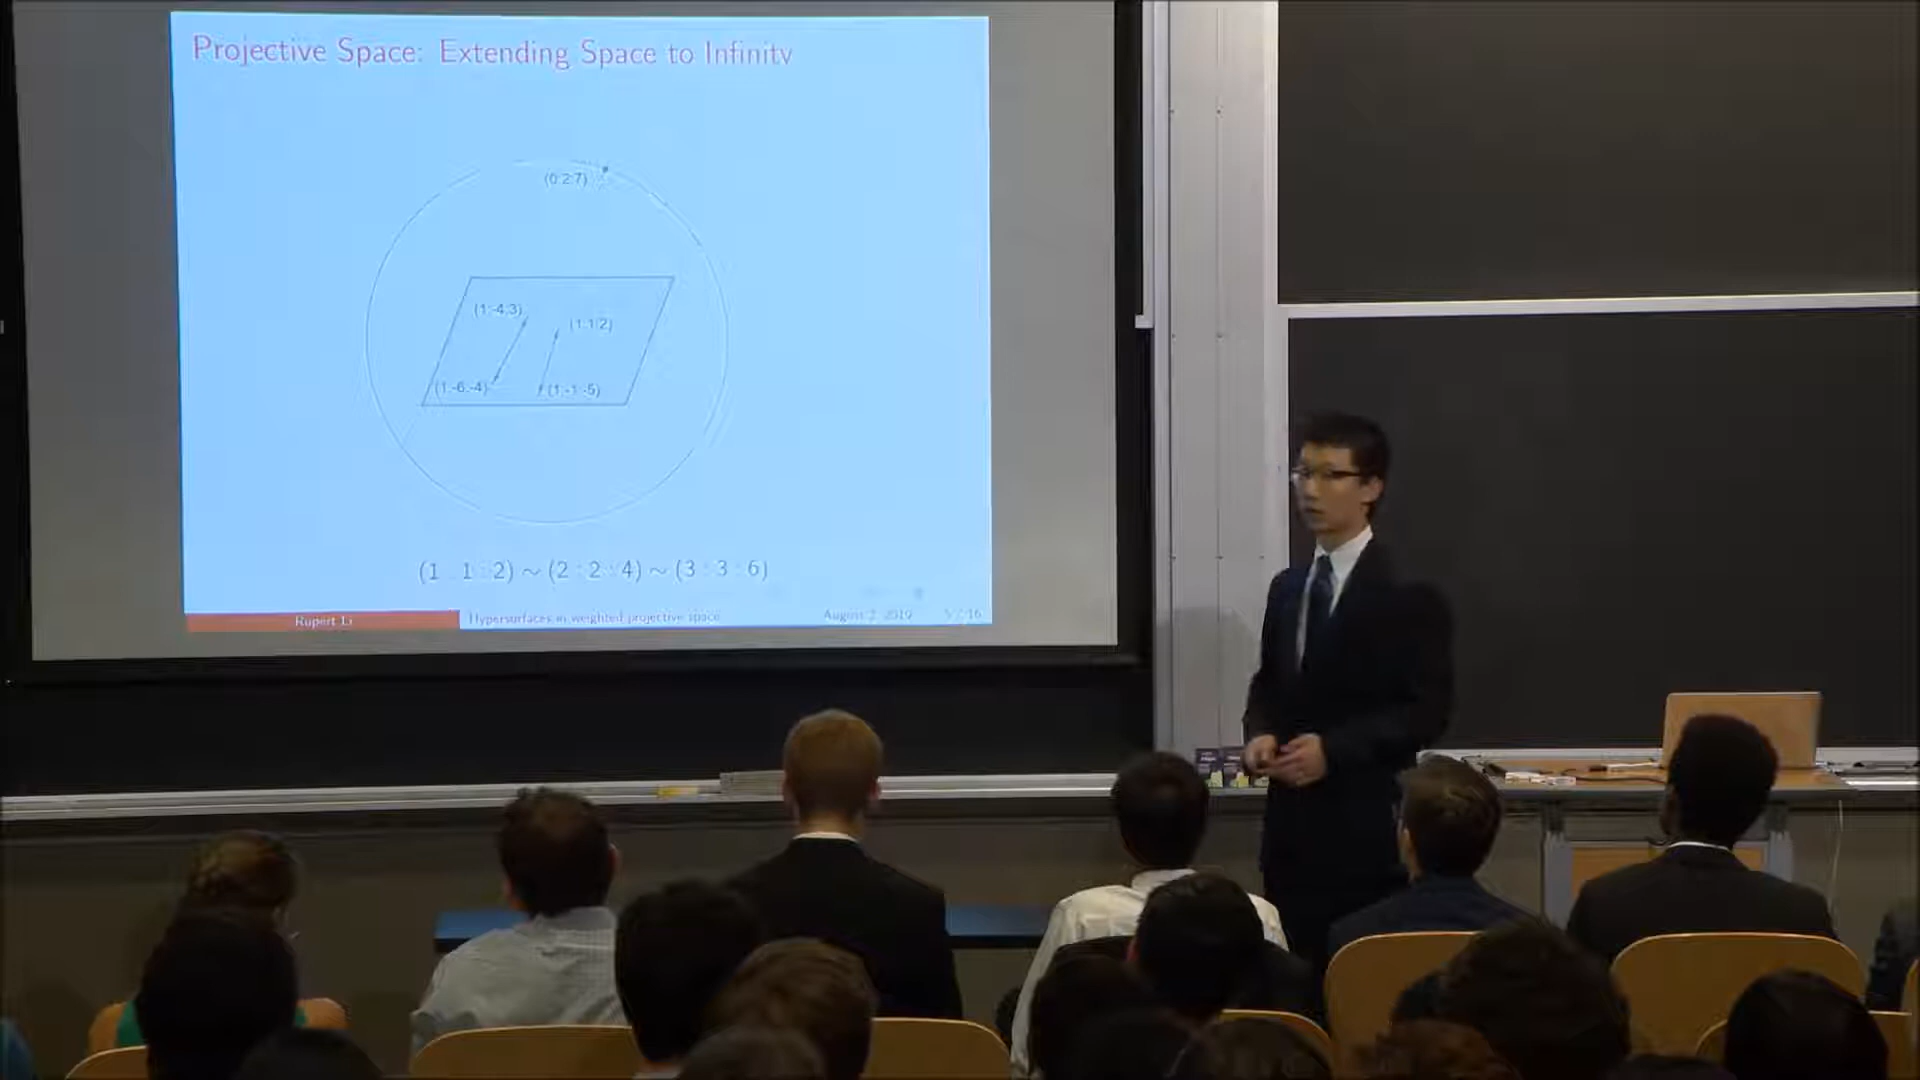 Projective Space: Extending Space to Infinity
(0:2:7)
(1:-4:3)
(1:1:2)
(1:-6:-4)
(1:-1:-5)
(1 : 1 : 2) ~ (2 : 2 : 4) ~ (3 : 3 : 6)
Rupert Li Hypersurfaces in weighted projective space August 2, 2019 5 / 16